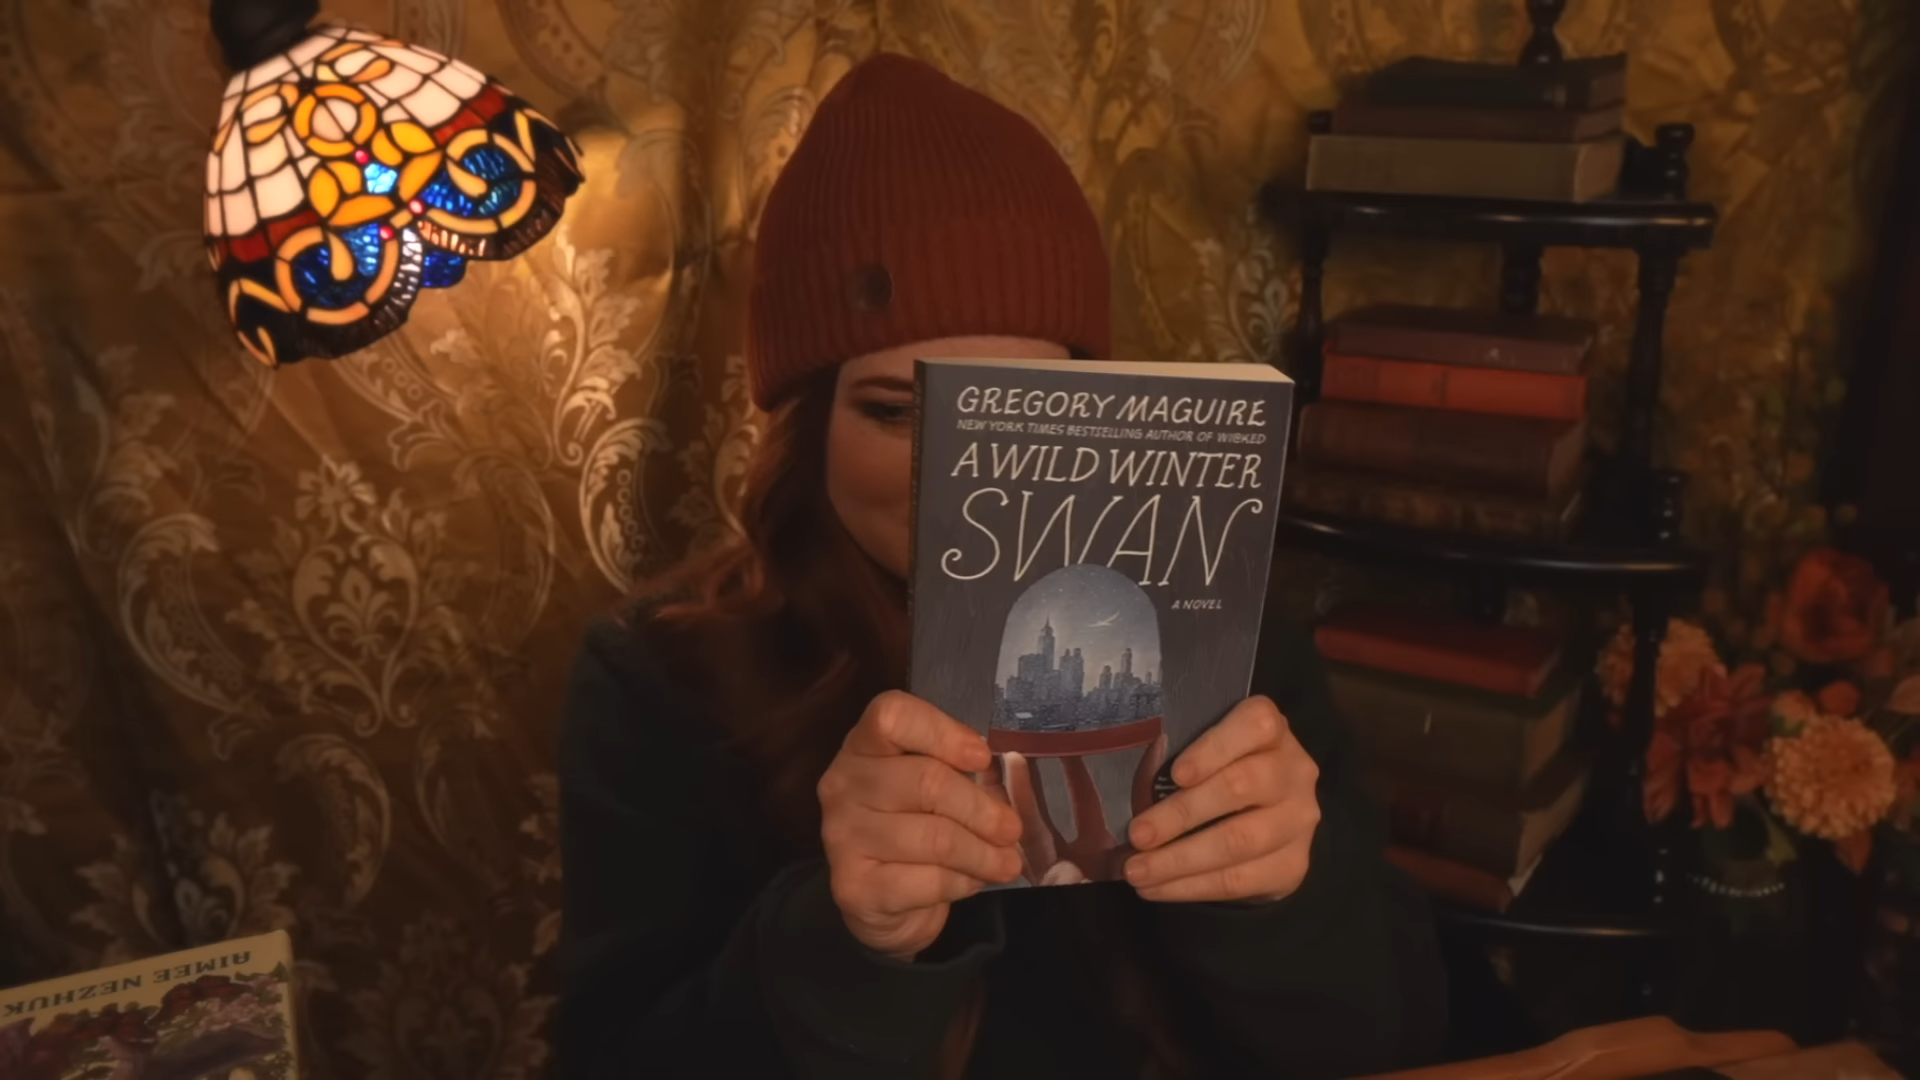 GREGORY MAGUIRE
NEW YORK TIMES BESTSELLING AUTHOR OF WICKED
A WILD WINTER
SWAN
A NOVEL
AIMEE NEZHUK